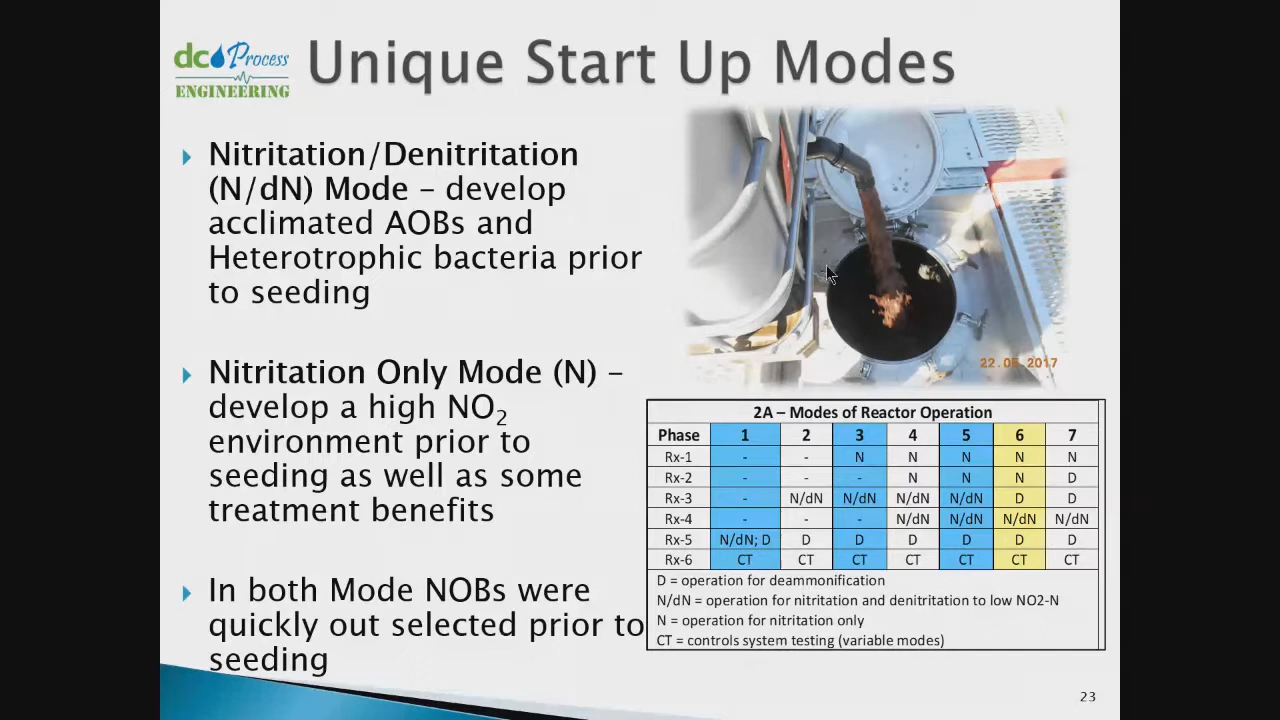 dc Process
ENGINEERING
Unique Start Up Modes
Nitritation/Denitritation
(N/dN) Mode – develop
acclimated AOBs and
Heterotrophic bacteria prior
to seeding
Nitritation Only Mode (N) –
develop a high NO₂
environment prior to
seeding as well as some
treatment benefits
In both Mode NOBs were
quickly out selected prior to
seeding
22.05.2017
2A – Modes of Reactor Operation
Phase 1 2 3 4 5 6 7
Rx-1 - - N N N N N
Rx-2 - - - N N N D
Rx-3 - N/dN N/dN N/dN N/dN D D
Rx-4 - - - N/dN N/dN N/dN N/dN
Rx-5 N/dN; D D D D D D D
Rx-6 CT CT CT CT CT CT CT
D = operation for deammonification
N/dN = operation for nitritation and denitritation to low NO2-N
N = operation for nitritation only
CT = controls system testing (variable modes)
23